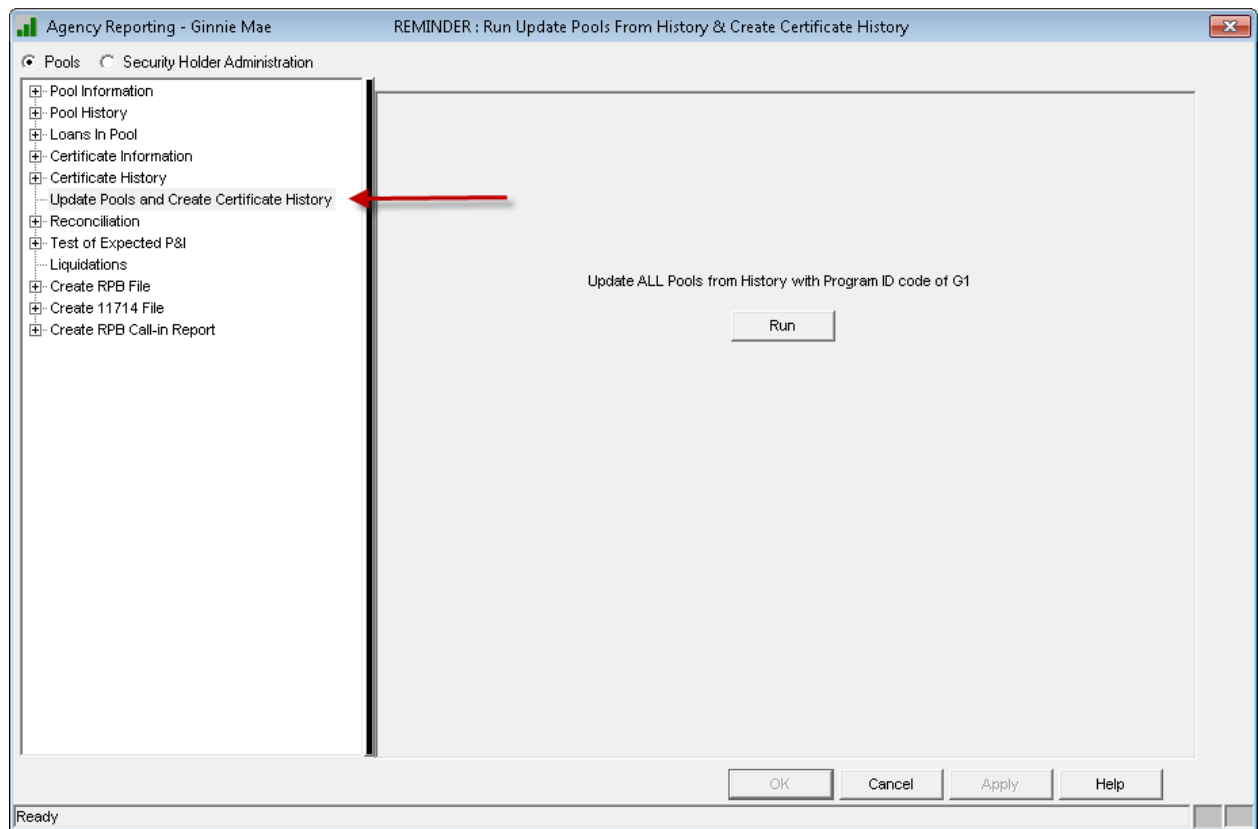 Agency Reporting - Ginnie Mae REMINDER : Run Update Pools From History & Create Certificate History
Pools Security Holder Administration
Pool Information
Pool History
Loans In Pool
Certificate Information
Certificate History
Update Pools and Create Certificate History
Reconciliation
Test of Expected P&I
Liquidations
Create RPB File
Create 11714 File
Create RPB Call-in Report
Update ALL Pools from History with Program ID code of G1
Run
OK Cancel Apply Help
Ready